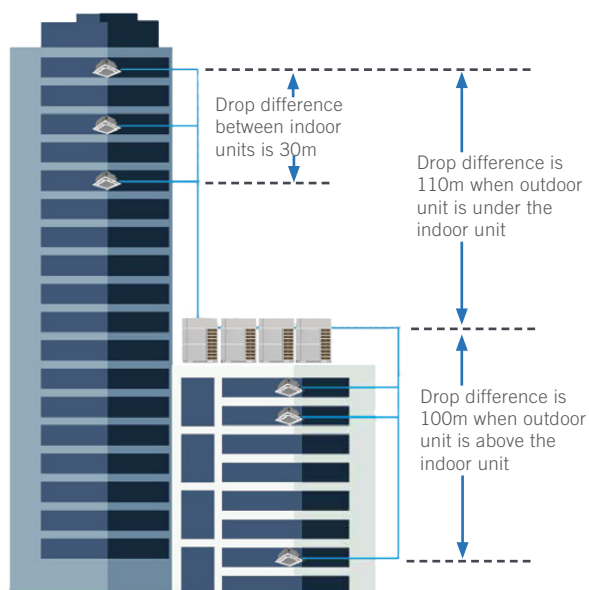 Drop difference
between indoor
units is 30m
Drop difference is
110m when outdoor
unit is under the
indoor unit
Drop difference is
100m when outdoor
unit is above the
indoor unit